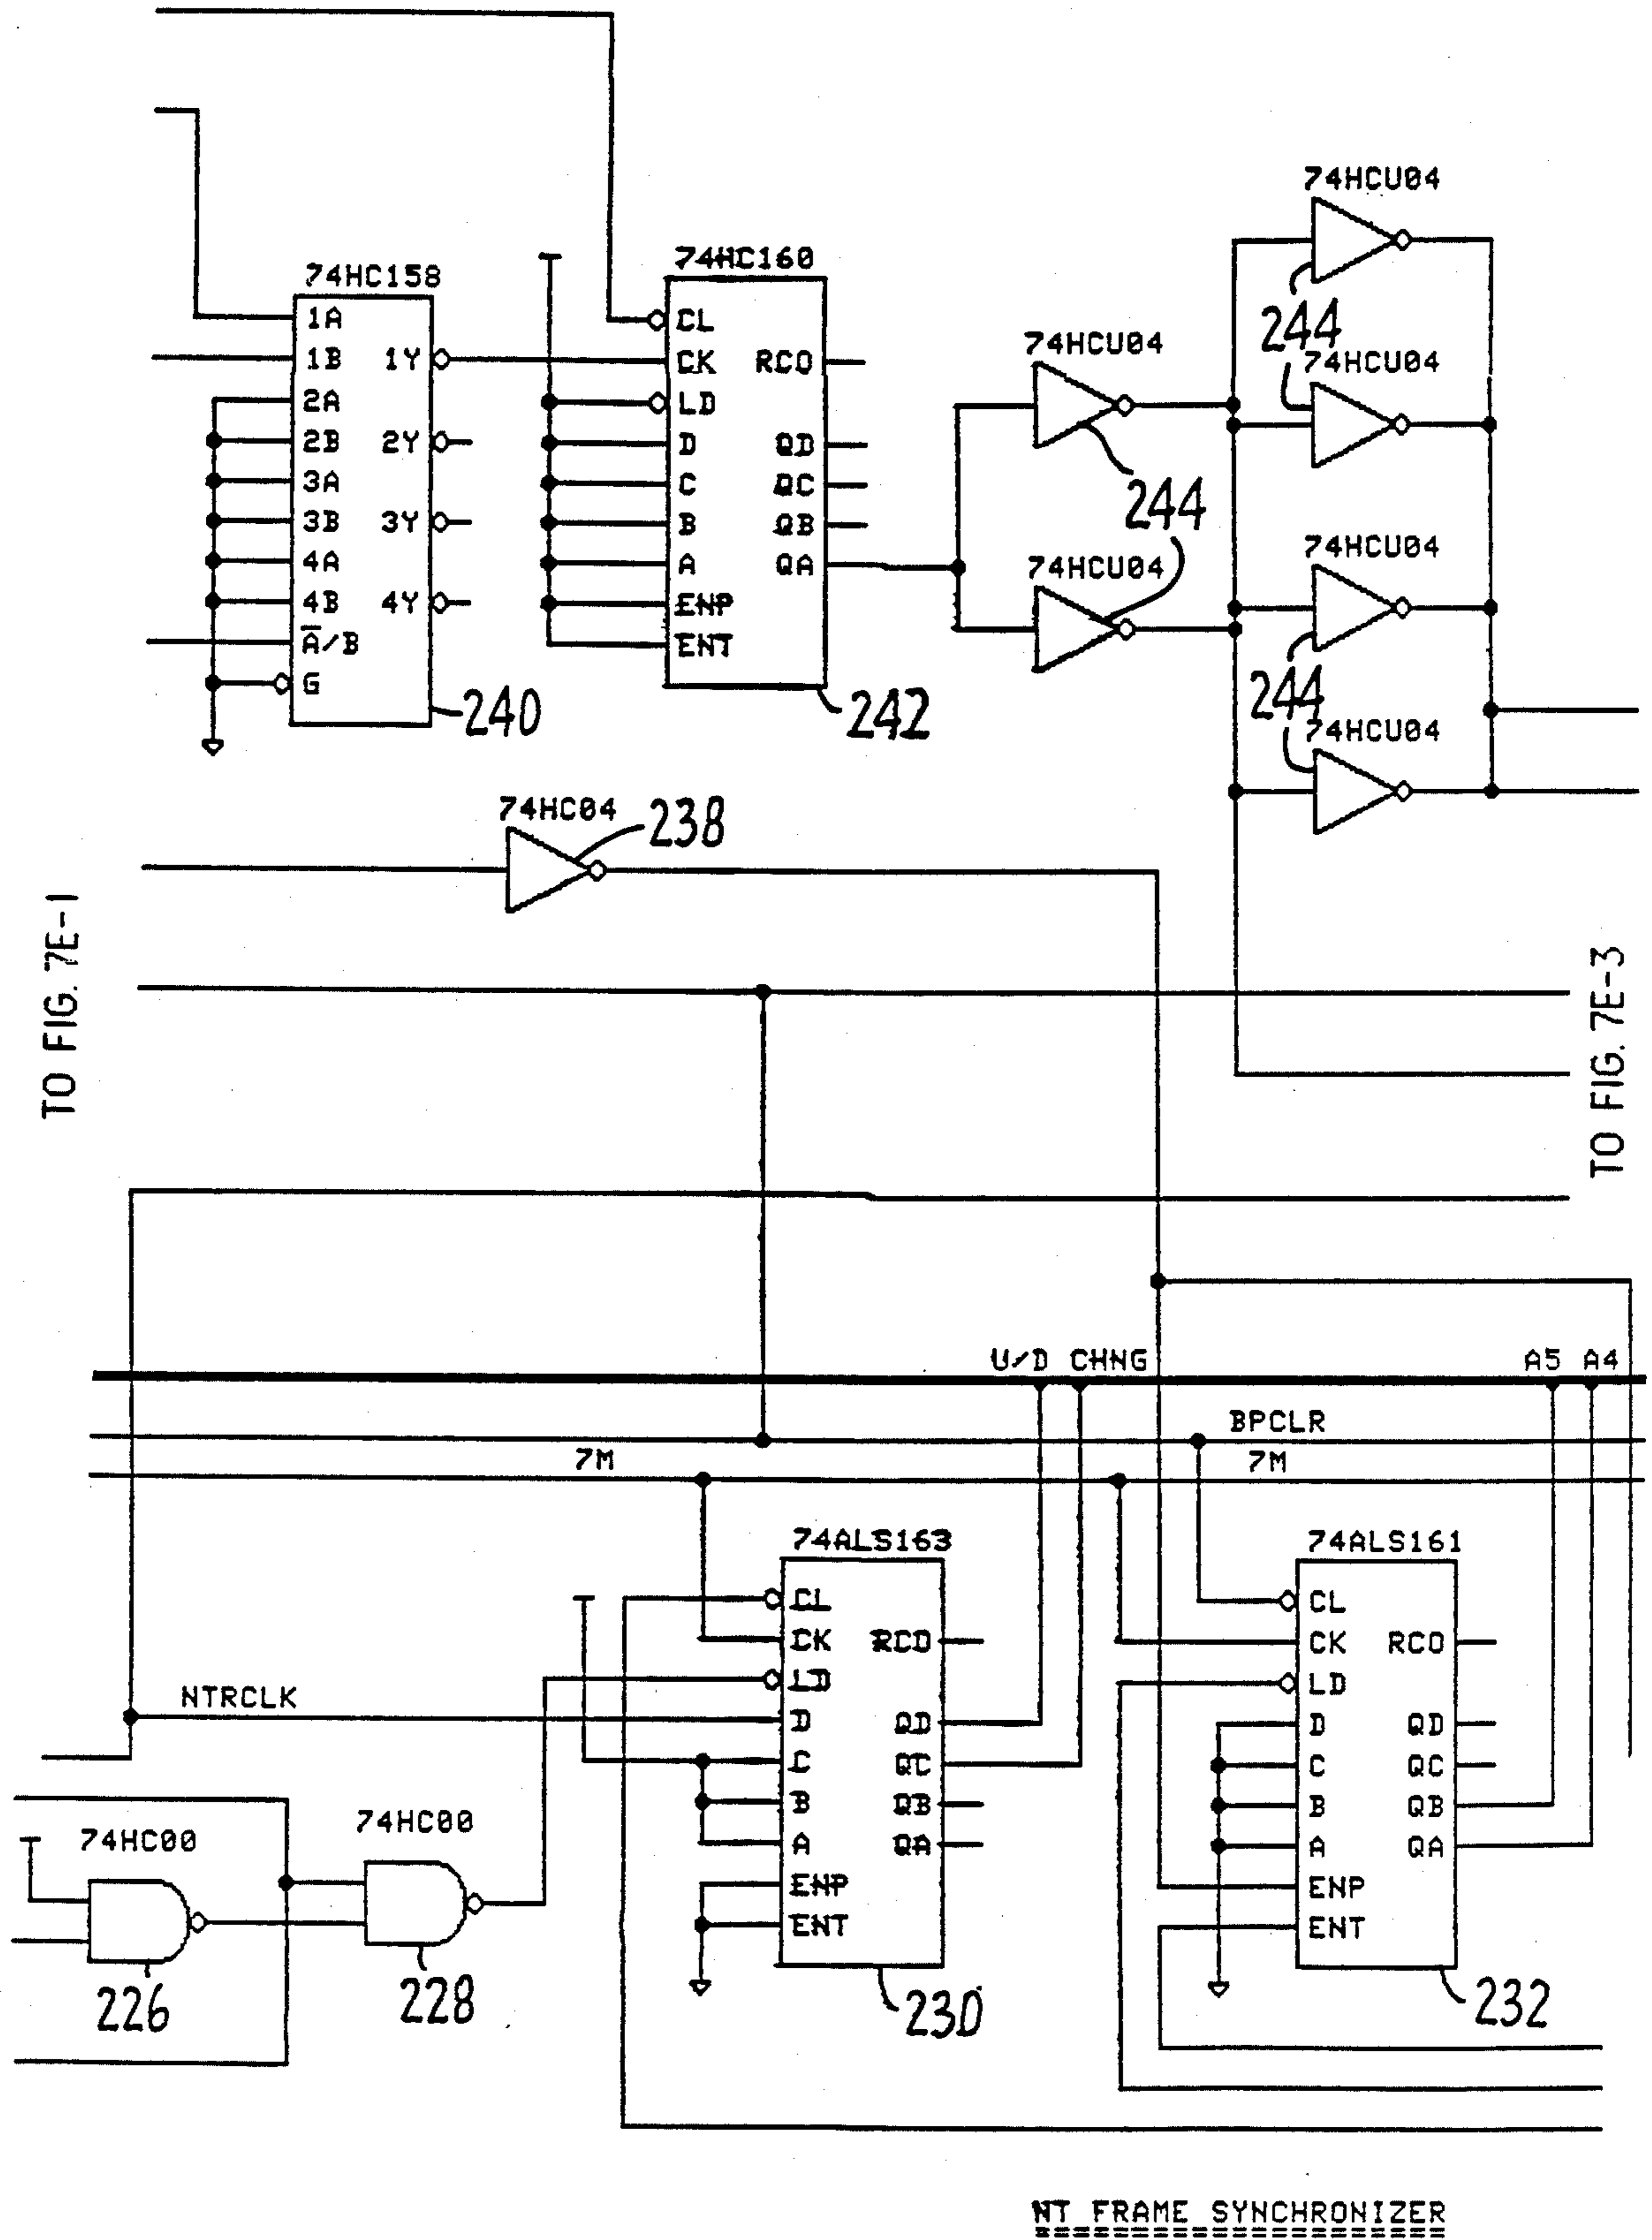 74HCU04
244
74HCU04
74HC160
74HC158
CL
CK RCO
LD
D QD
C QC
B QB
A QA
ENP
ENT
242
1A
1B 1Y
2A
2B 2Y
3A
3B 3Y
4A
4B 4Y
A̅/B
G
240
74HCU04
244
74HCU04
74HCU04
244
74HCU04
74HC04
238
TO FIG. 7E-1
TO FIG. 7E-3
U/D CHNG
A5 A4
BPCLR
7M
7M
74ALS163
CL
CK RCO
LD
D QD
C QC
B QB
A QA
ENP
ENT
230
74ALS161
CL
CK RCO
LD
D QD
C QC
B QB
A QA
ENP
ENT
232
NTRCLK
74HC00
226
74HC00
228
NT FRAME SYNCHRONIZER